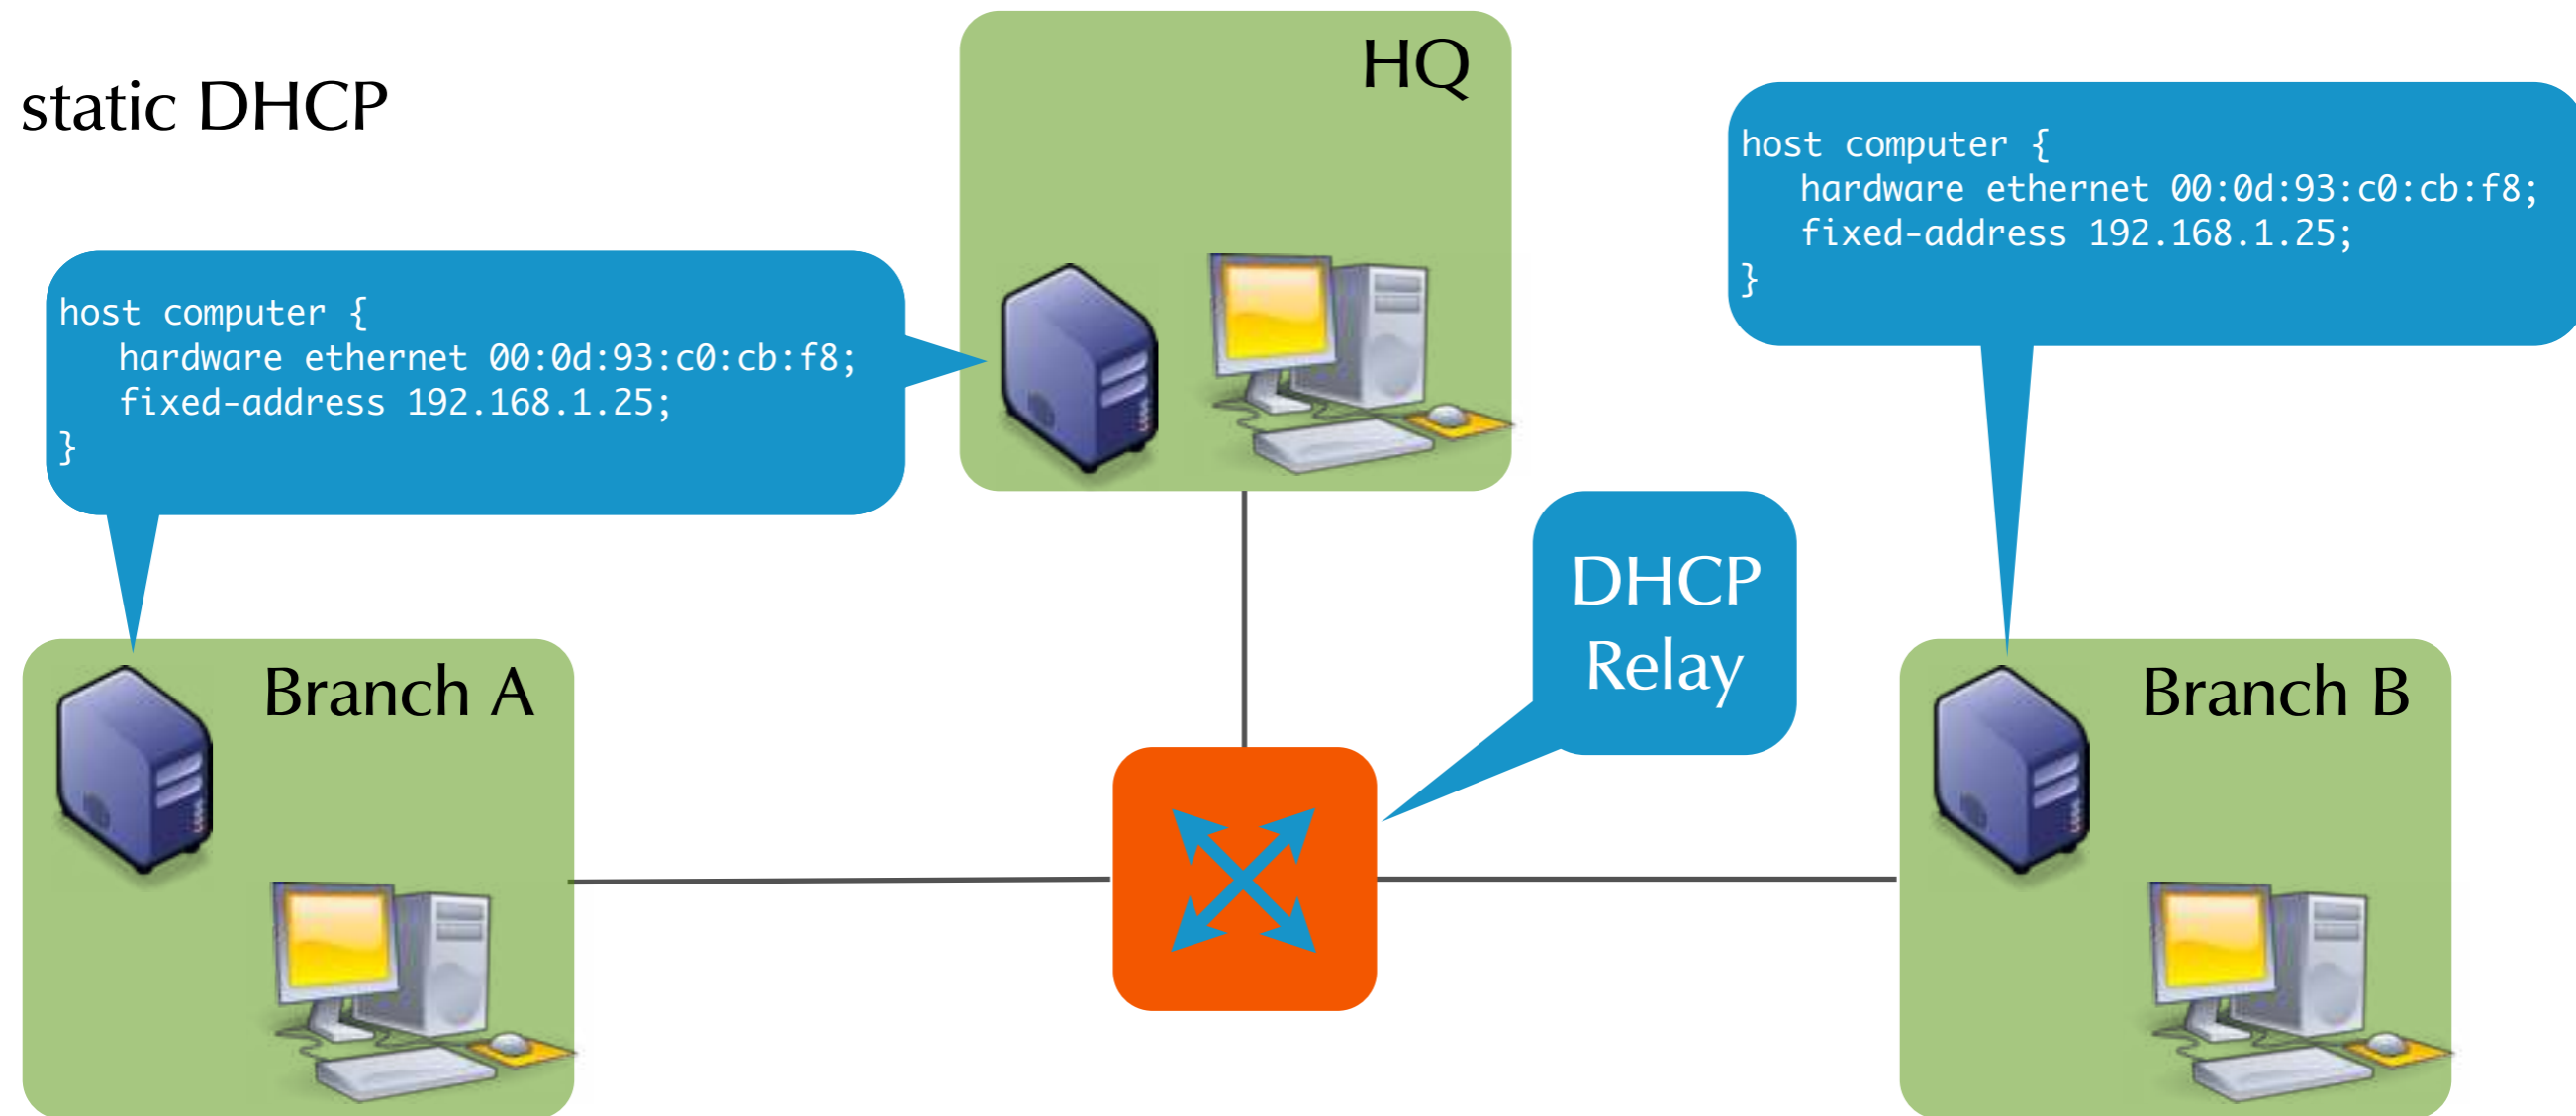 static DHCP
HQ
host computer {
hardware ethernet 00:0d:93:c0:cb:f8;
fixed-address 192.168.1.25;
}
host computer {
hardware ethernet 00:0d:93:c0:cb:f8;
fixed-address 192.168.1.25;
}
DHCP
Relay
Branch A
Branch B